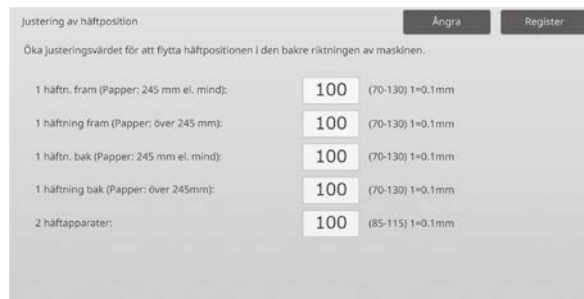 Justering av häftposition
Ångra
Register
Öka justeringsvärdet för att flytta häftpositionen i den bakre riktningen av maskinen.
1 häftn. fram (Papper: 245 mm el. mind): 100 (70-130) 1=0.1mm
1 häftning fram (Papper: över 245 mm): 100 (70-130) 1=0.1mm
1 häftn. bak (Papper: 245 mm el. mind): 100 (70-130) 1=0.1mm
1 häftning bak (Papper: över 245mm): 100 (70-130) 1=0.1mm
2 häftapparater: 100 (85-115) 1=0.1mm